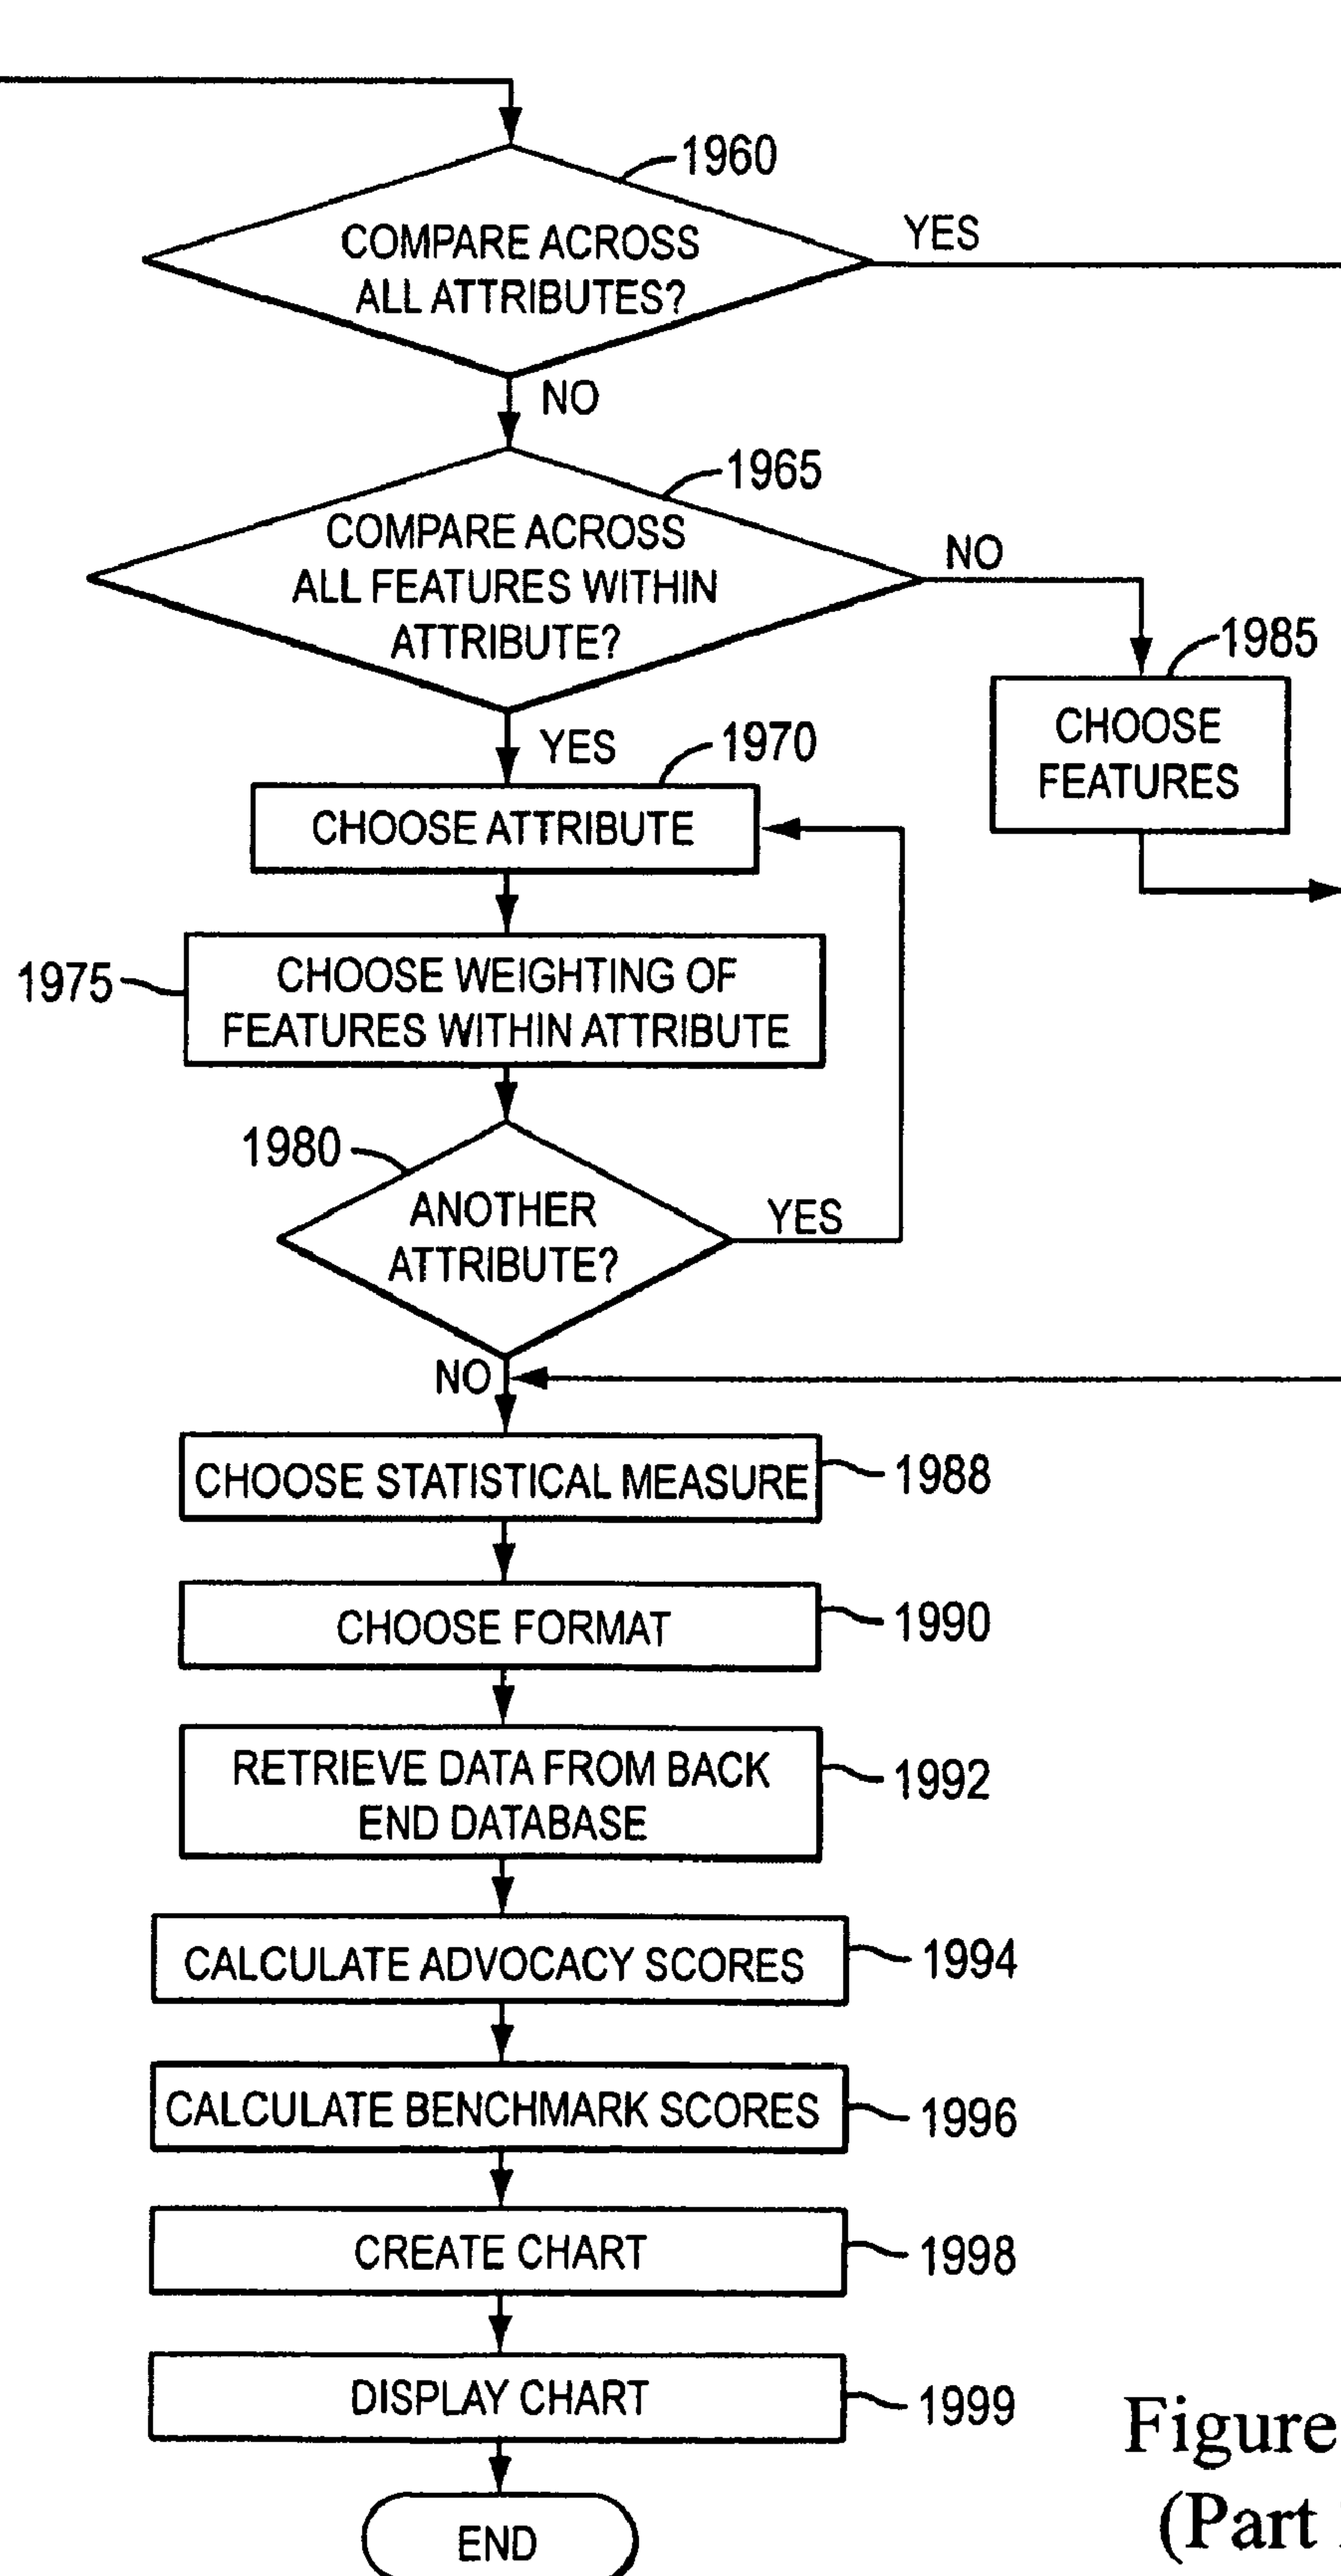 1960
COMPARE ACROSS
ALL ATTRIBUTES?
YES
NO
1965
COMPARE ACROSS
ALL FEATURES WITHIN
ATTRIBUTE?
NO
1985
CHOOSE
FEATURES
YES
1970
CHOOSE ATTRIBUTE
1975
CHOOSE WEIGHTING OF
FEATURES WITHIN ATTRIBUTE
1980
ANOTHER
ATTRIBUTE?
YES
NO
CHOOSE STATISTICAL MEASURE
1988
CHOOSE FORMAT
1990
RETRIEVE DATA FROM BACK
END DATABASE
1992
CALCULATE ADVOCACY SCORES
1994
CALCULATE BENCHMARK SCORES
1996
CREATE CHART
1998
DISPLAY CHART
1999
END
Figure
(Part